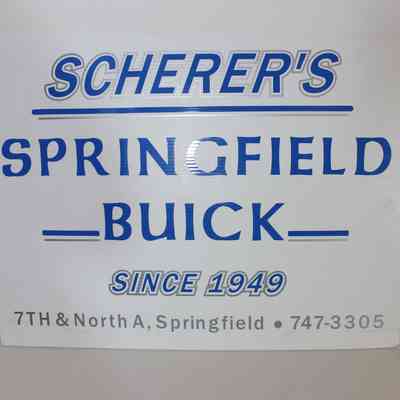 SCHERER'S
SPRINGFIELD
BUICK
SINCE 1949
7TH & North A, Springfield • 747-3305